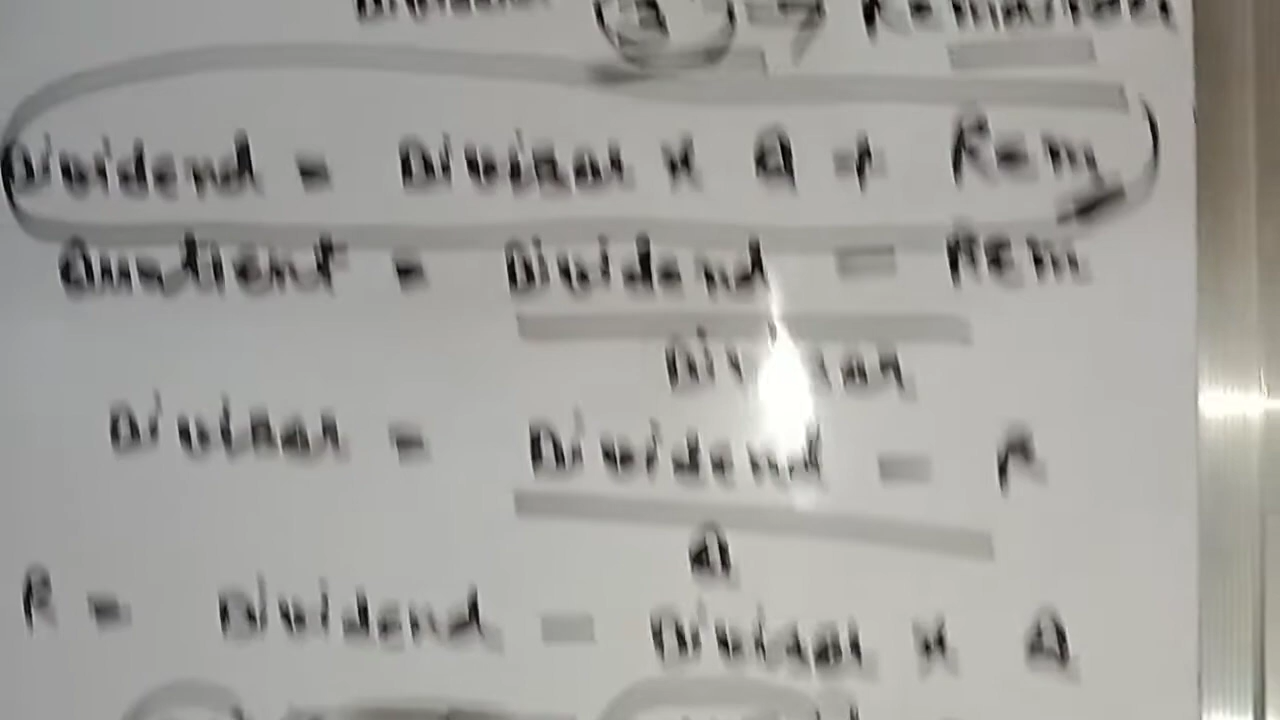 Dividend = Divisor × Q + Rem
Quotient = Dividend - Rem
Divisor
Divisor = Dividend - R
Q
R = Dividend - Divisor × Q